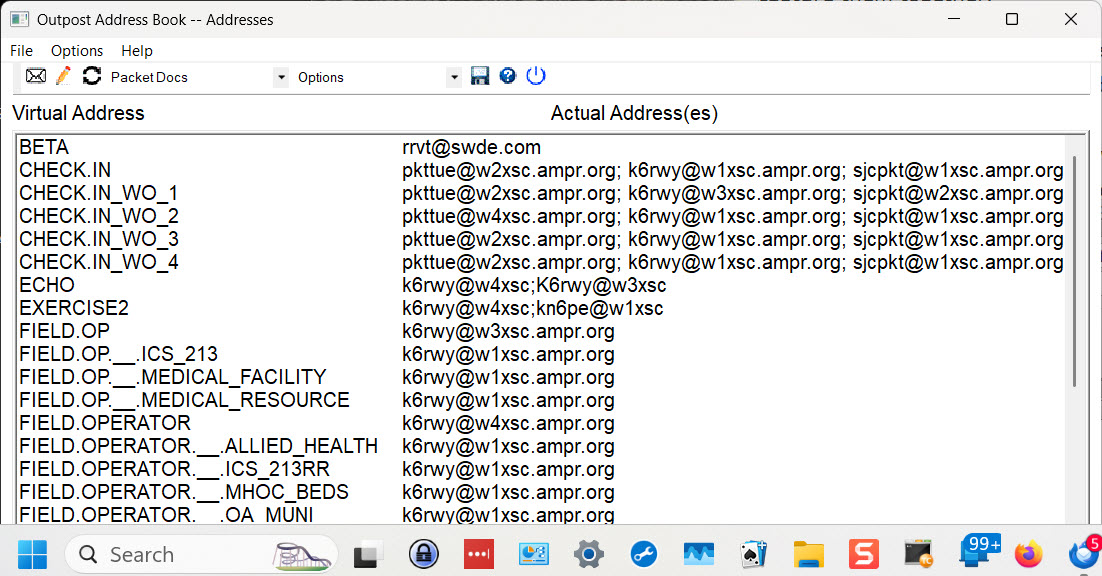 Outpost Address Book -- Addresses
File Options Help
Packet Docs Options
Virtual Address Actual Address(es)
BETA rrvt@swde.com
CHECK.IN pkttue@w2xsc.ampr.org; k6rwy@w1xsc.ampr.org; sjcpkt@w1xsc.ampr.org
CHECK.IN_WO_1 pkttue@w2xsc.ampr.org; k6rwy@w3xsc.ampr.org; sjcpkt@w2xsc.ampr.org
CHECK.IN_WO_2 pkttue@w4xsc.ampr.org; k6rwy@w1xsc.ampr.org; sjcpkt@w1xsc.ampr.org
CHECK.IN_WO_3 pkttue@w2xsc.ampr.org; k6rwy@w1xsc.ampr.org; sjcpkt@w1xsc.ampr.org
CHECK.IN_WO_4 pkttue@w2xsc.ampr.org; k6rwy@w1xsc.ampr.org; sjcpkt@w1xsc.ampr.org
ECHO k6rwy@w4xsc;K6rwy@w3xsc
EXERCISE2 k6rwy@w4xsc;kn6pe@w1xsc
FIELD.OP k6rwy@w3xsc.ampr.org
FIELD.OP.__.ICS_213 k6rwy@w1xsc.ampr.org
FIELD.OP.__.MEDICAL_FACILITY k6rwy@w1xsc.ampr.org
FIELD.OP.__.MEDICAL_RESOURCE k6rwy@w1xsc.ampr.org
FIELD.OPERATOR k6rwy@w4xsc.ampr.org
FIELD.OPERATOR.__.ALLIED_HEALTH k6rwy@w1xsc.ampr.org
FIELD.OPERATOR.__.ICS_213RR k6rwy@w1xsc.ampr.org
FIELD.OPERATOR.__.MHOC_BEDS k6rwy@w1xsc.ampr.org
FIELD.OPERATOR.__.OA_MUNI k6rwy@w1xsc.ampr.org
Search S 99+ 5